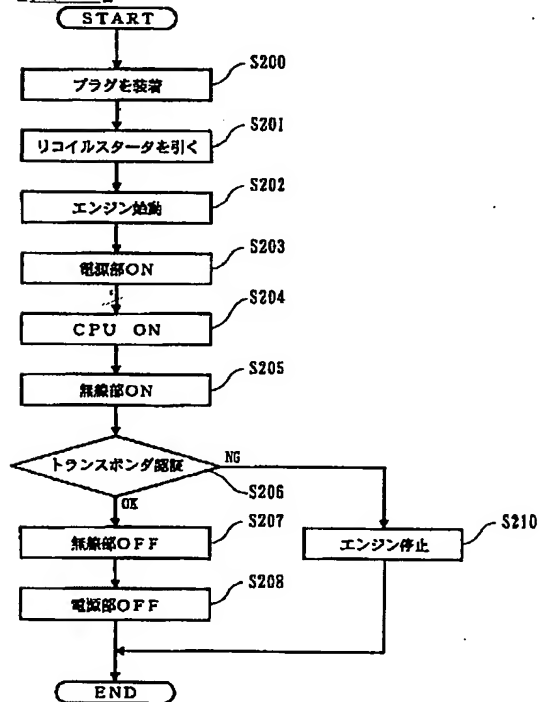 START
S200
プラグを装着
S201
リコイルスタータを引く
S202
エンジン始動
S203
電源部ON
S204
CPU ON
S205
無線部ON
トランスポンダ認証
NG
S206
OK
S207
無線部OFF
S210
エンジン停止
S208
電源部OFF
END